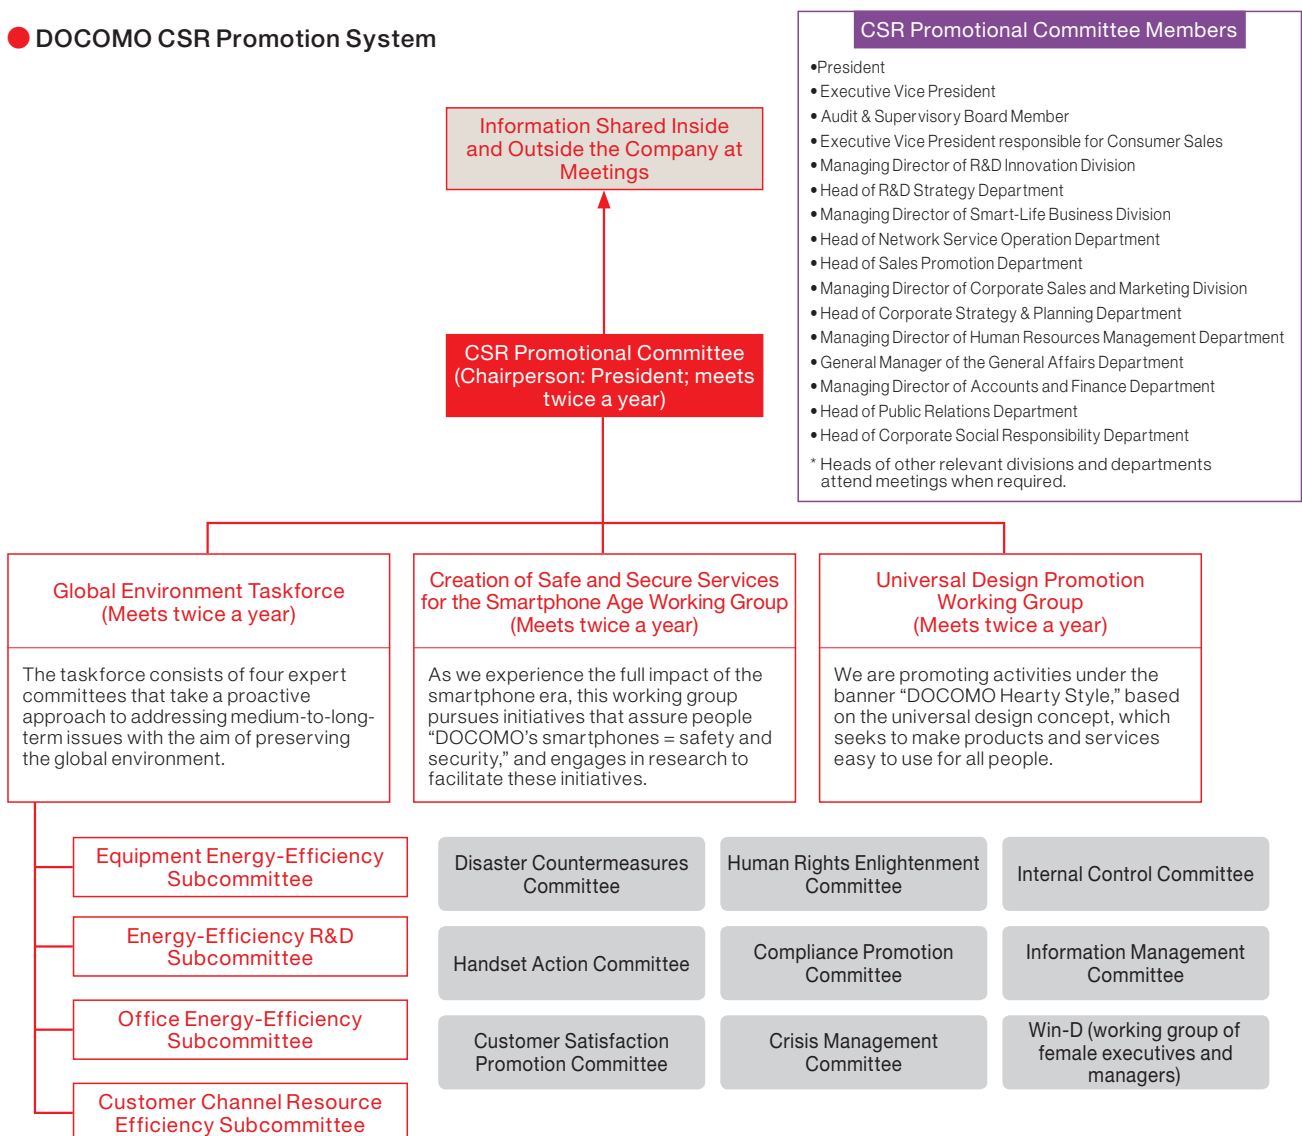 DOCOMO CSR Promotion System
CSR Promotional Committee Members
•President
• Executive Vice President
• Audit & Supervisory Board Member
• Executive Vice President responsible for Consumer Sales
• Managing Director of R&D Innovation Division
• Head of R&D Strategy Department
• Managing Director of Smart-Life Business Division
• Head of Network Service Operation Department
• Head of Sales Promotion Department
• Managing Director of Corporate Sales and Marketing Division
• Head of Corporate Strategy & Planning Department
• Managing Director of Human Resources Management Department
• General Manager of the General Affairs Department
• Managing Director of Accounts and Finance Department
• Head of Public Relations Department
• Head of Corporate Social Responsibility Department
* Heads of other relevant divisions and departments
attend meetings when required.
Information Shared Inside
and Outside the Company at
Meetings
CSR Promotional Committee
(Chairperson: President; meets
twice a year)
Global Environment Taskforce
(Meets twice a year)
The taskforce consists of four expert
committees that take a proactive
approach to addressing medium-to-long-
term issues with the aim of preserving
the global environment.
Creation of Safe and Secure Services
for the Smartphone Age Working Group
(Meets twice a year)
As we experience the full impact of the
smartphone era, this working group
pursues initiatives that assure people
“DOCOMO’s smartphones = safety and
security,” and engages in research to
facilitate these initiatives.
Universal Design Promotion
Working Group
(Meets twice a year)
We are promoting activities under the
banner “DOCOMO Hearty Style,” based
on the universal design concept, which
seeks to make products and services
easy to use for all people.
Equipment Energy-Efficiency
Subcommittee
Energy-Efficiency R&D
Subcommittee
Office Energy-Efficiency
Subcommittee
Customer Channel Resource
Efficiency Subcommittee
Disaster Countermeasures
Committee
Human Rights Enlightenment
Committee
Internal Control Committee
Handset Action Committee
Compliance Promotion
Committee
Information Management
Committee
Customer Satisfaction
Promotion Committee
Crisis Management
Committee
Win-D (working group of
female executives and
managers)